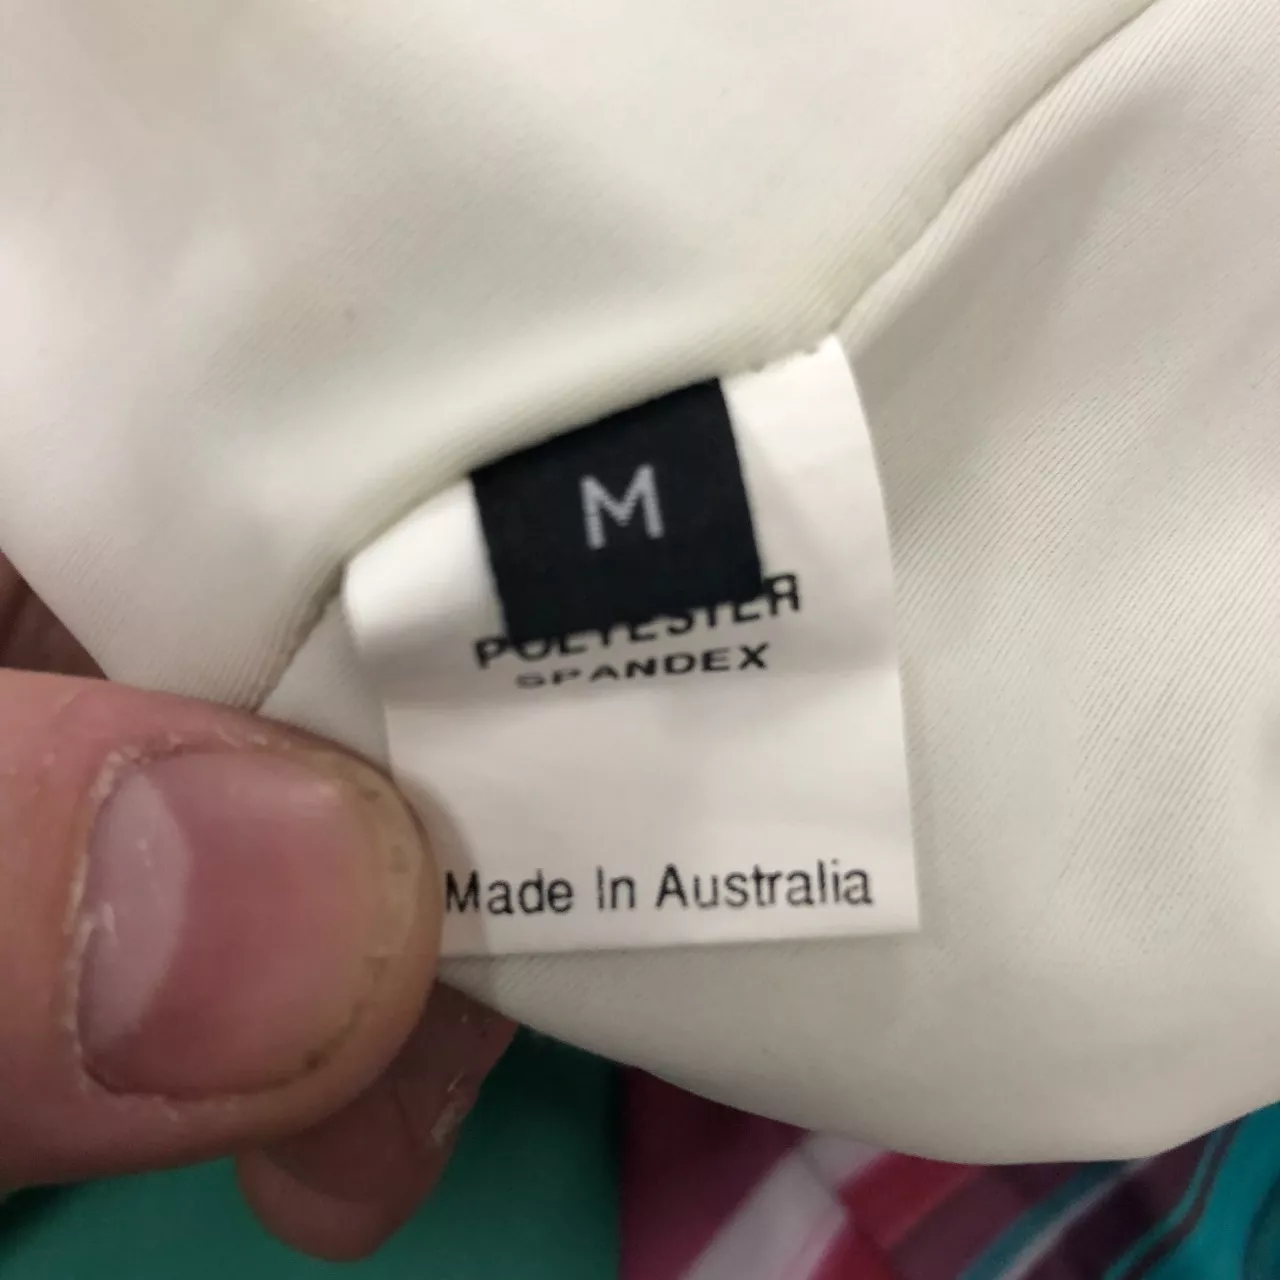 M
POLYESTER
SPANDEX
Made In Australia